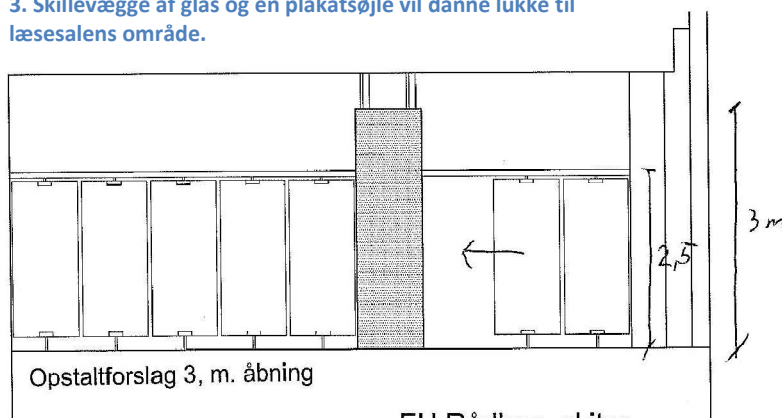 3. Skillevægge af glas og en plakatsøjle vil danne lukke til
læsesalens område.
3 m
2,5
Opstaltforslag 3, m. åbning